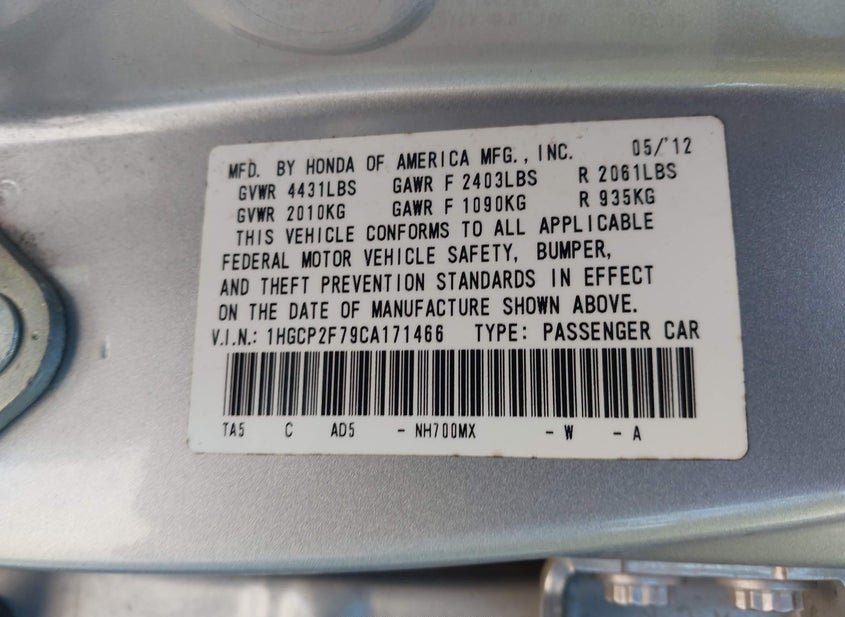 MFD. BY HONDA OF AMERICA MFG., INC. 05/'12
GVWR 4431LBS GAWR F 2403LBS R 2061LBS
GVWR 2010KG GAWR F 1090KG R 935KG
THIS VEHICLE CONFORMS TO ALL APPLICABLE
FEDERAL MOTOR VEHICLE SAFETY, BUMPER,
AND THEFT PREVENTION STANDARDS IN EFFECT
ON THE DATE OF MANUFACTURE SHOWN ABOVE.
V.I.N.: 1HGCP2F79CA171466 TYPE: PASSENGER CAR
TA5 C AD5 - NH700MX - W - A